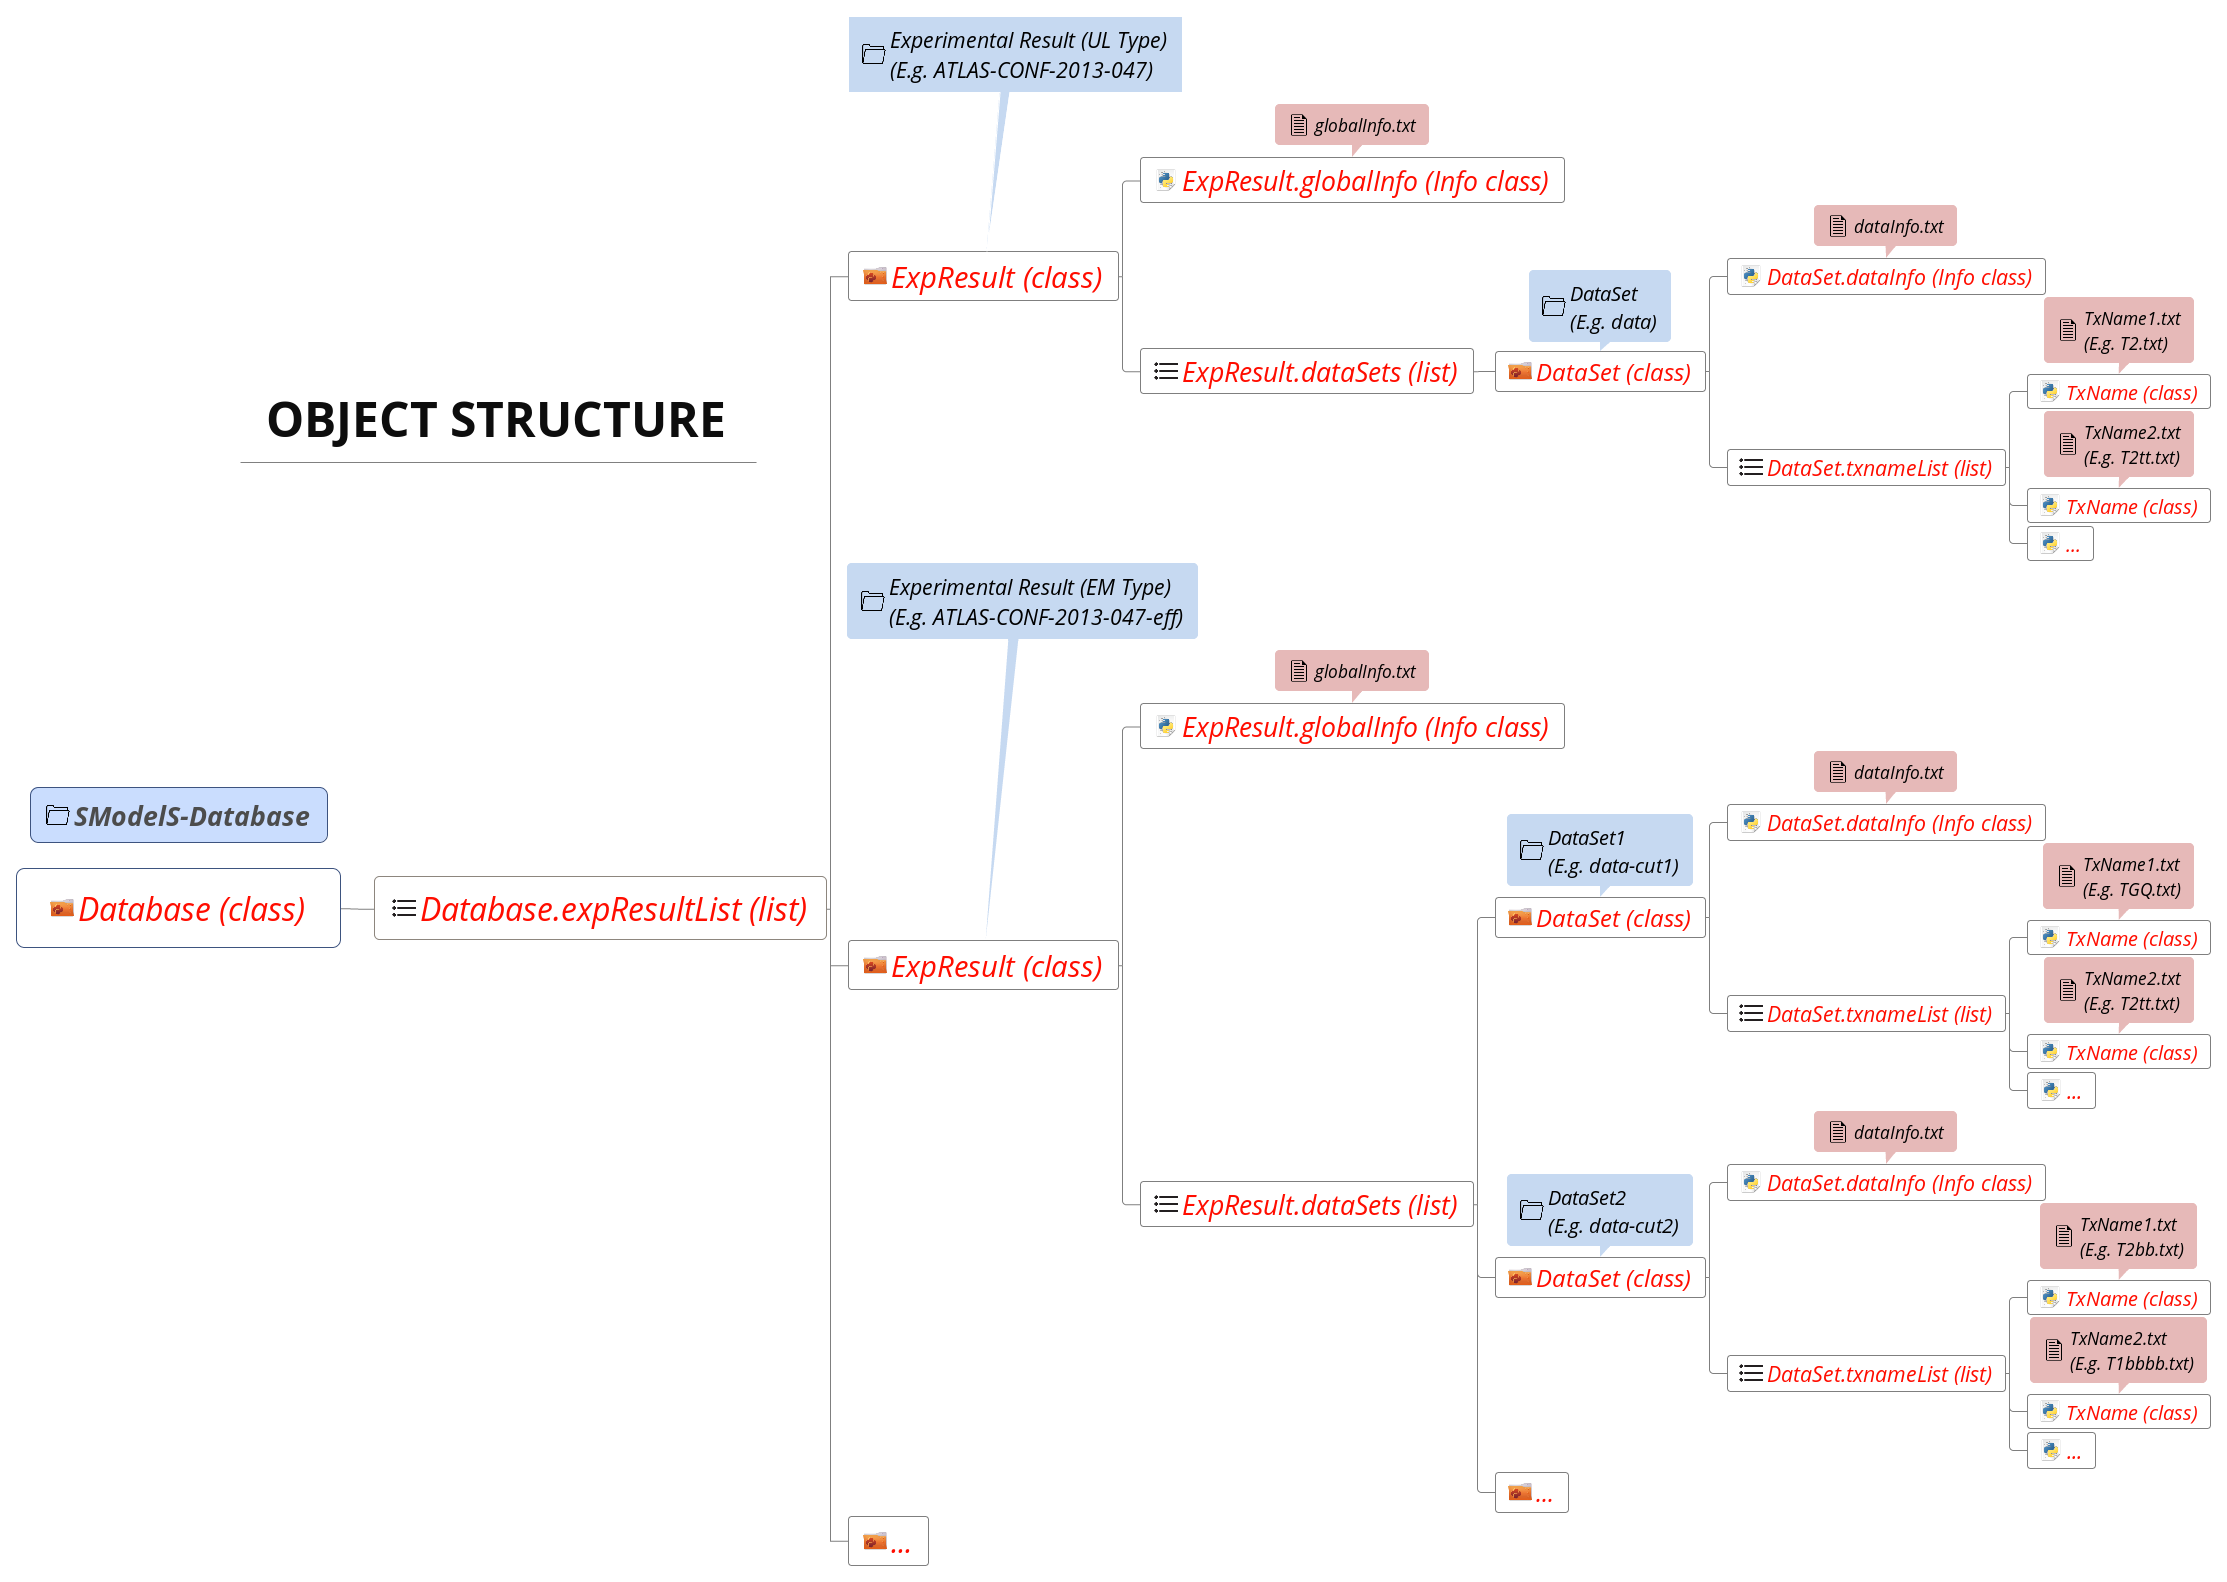 Experimental Result (UL Type)
(E.g. ATLAS-CONF-2013-047)
globalInfo.txt
ExpResult.globalInfo (Info class)
dataInfo.txt
ExpResult (class)
DataSet.dataInfo (Info class)
DataSet
(E.g. data)
TxName1.txt
(E.g. T2.txt)
ExpResult.dataSets (list)
DataSet (class)
TxName (class)
OBJECT STRUCTURE
TxName2.txt
(E.g. T2tt.txt)
DataSet.txnameList (list)
TxName (class)
...
Experimental Result (EM Type)
(E.g. ATLAS-CONF-2013-047-eff)
globalInfo.txt
ExpResult.globalInfo (Info class)
dataInfo.txt
SModelS-Database
DataSet.dataInfo (Info class)
DataSet1
(E.g. data-cut1)
TxName1.txt
(E.g. TGQ.txt)
Database (class)
Database.expResultList (list)
DataSet (class)
TxName (class)
ExpResult (class)
TxName2.txt
(E.g. T2tt.txt)
DataSet.txnameList (list)
TxName (class)
...
dataInfo.txt
DataSet.dataInfo (Info class)
ExpResult.dataSets (list)
DataSet2
(E.g. data-cut2)
TxName1.txt
(E.g. T2bb.txt)
DataSet (class)
TxName (class)
TxName2.txt
(E.g. T1bbbb.txt)
DataSet.txnameList (list)
TxName (class)
...
...
...